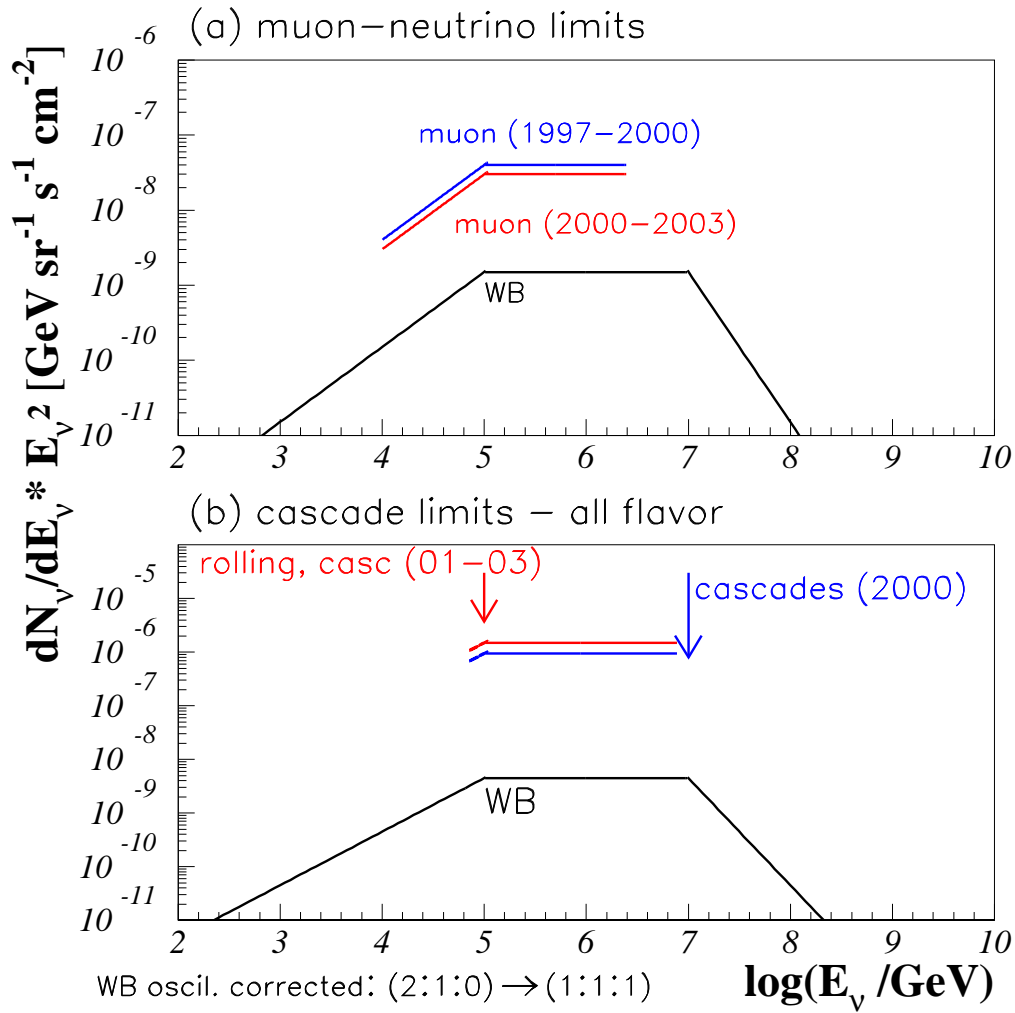 (a) muon−neutrino limits
dN_ν/dE_ν * E_ν^2 [GeV sr^-1 s^-1 cm^-2]
10^-6
10^-7
10^-8
10^-9
10^-10
10^-11
muon (1997−2000)
muon (2000−2003)
WB
2 3 4 5 6 7 8 9 10
(b) cascade limits − all flavor
rolling, casc (01−03)
cascades (2000)
10^-5
10^-6
10^-7
10^-8
10^-9
10^-10
10^-11
WB
2 3 4 5 6 7 8 9 10
WB oscil. corrected: (2:1:0) → (1:1:1)
log(E_ν /GeV)